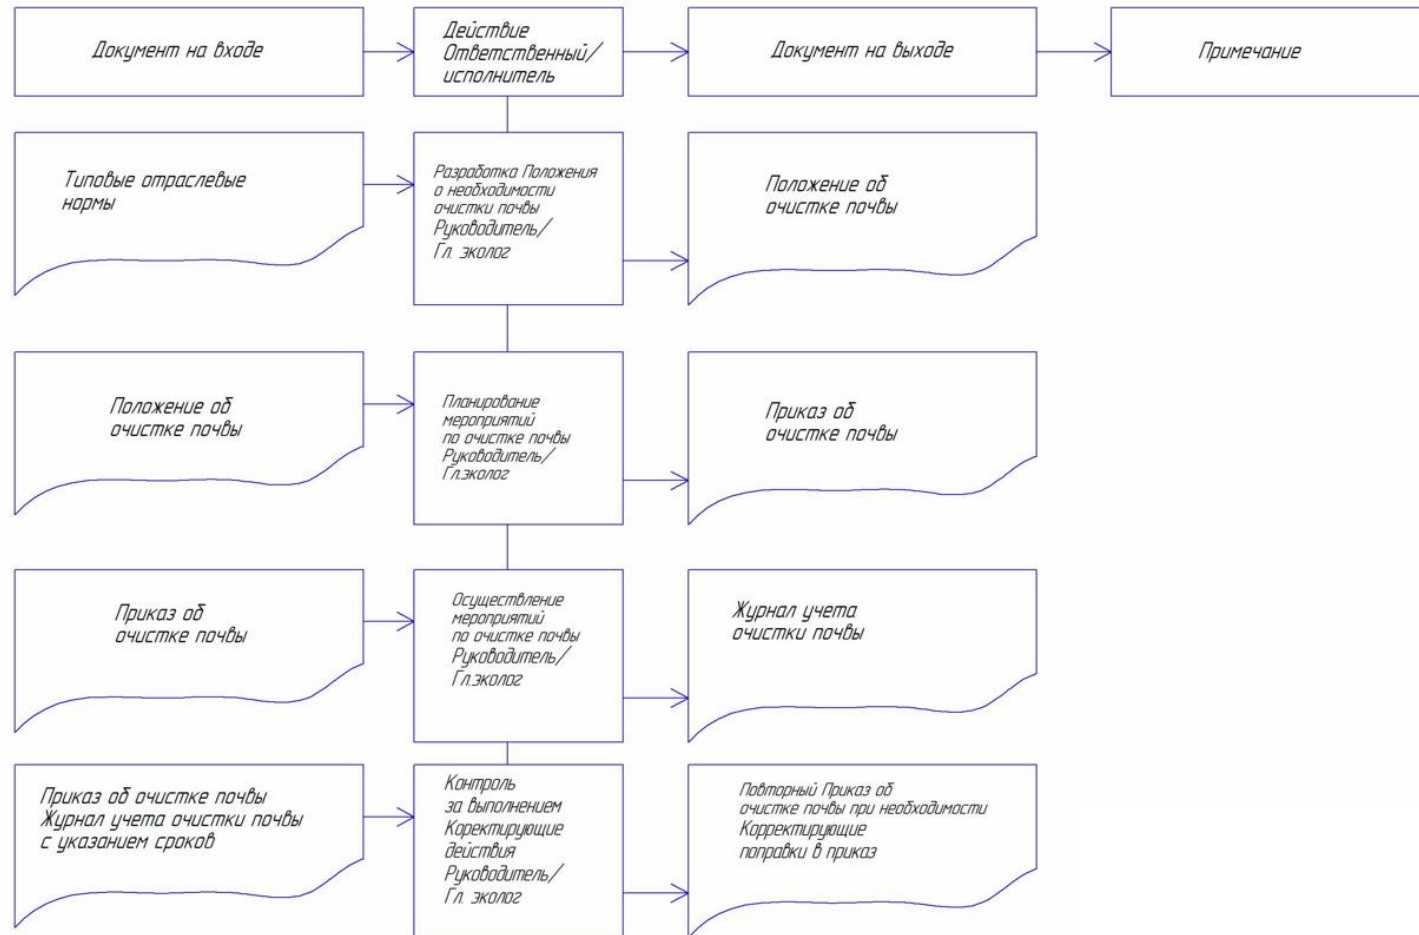 Документ на входе
Действие
Ответственный/
исполнитель
Документ на выходе
Примечание
Типовые отраслевые
нормы
Разработка Положения
о необходимости
очистки почвы
Руководитель/
Гл. эколог
Положение об
очистке почвы
Положение об
очистке почвы
Планирование
мероприятий
по очистке почвы
Руководитель/
Гл.эколог
Приказ об
очистке почвы
Приказ об
очистке почвы
Осуществление
мероприятий
по очистке почвы
Руководитель/
Гл.эколог
Журнал учета
очистки почвы
Приказ об очистке почвы
Журнал учета очистки почвы
с указанием сроков
Контроль
за выполнением
Коректирующие
действия
Руководитель/
Гл. эколог
Повторный Приказ об
очистке почвы при необходимости
Корректирующие
поправки в приказ